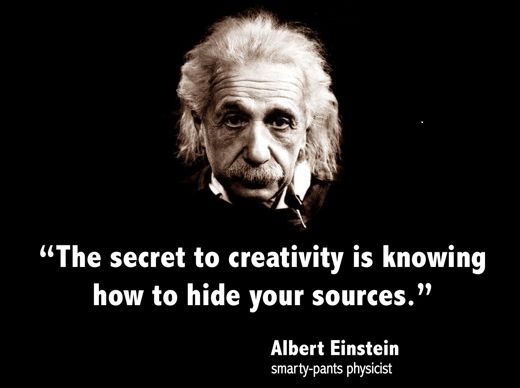 “The secret to creativity is knowing
how to hide your sources.”
Albert Einstein
smarty-pants physicist